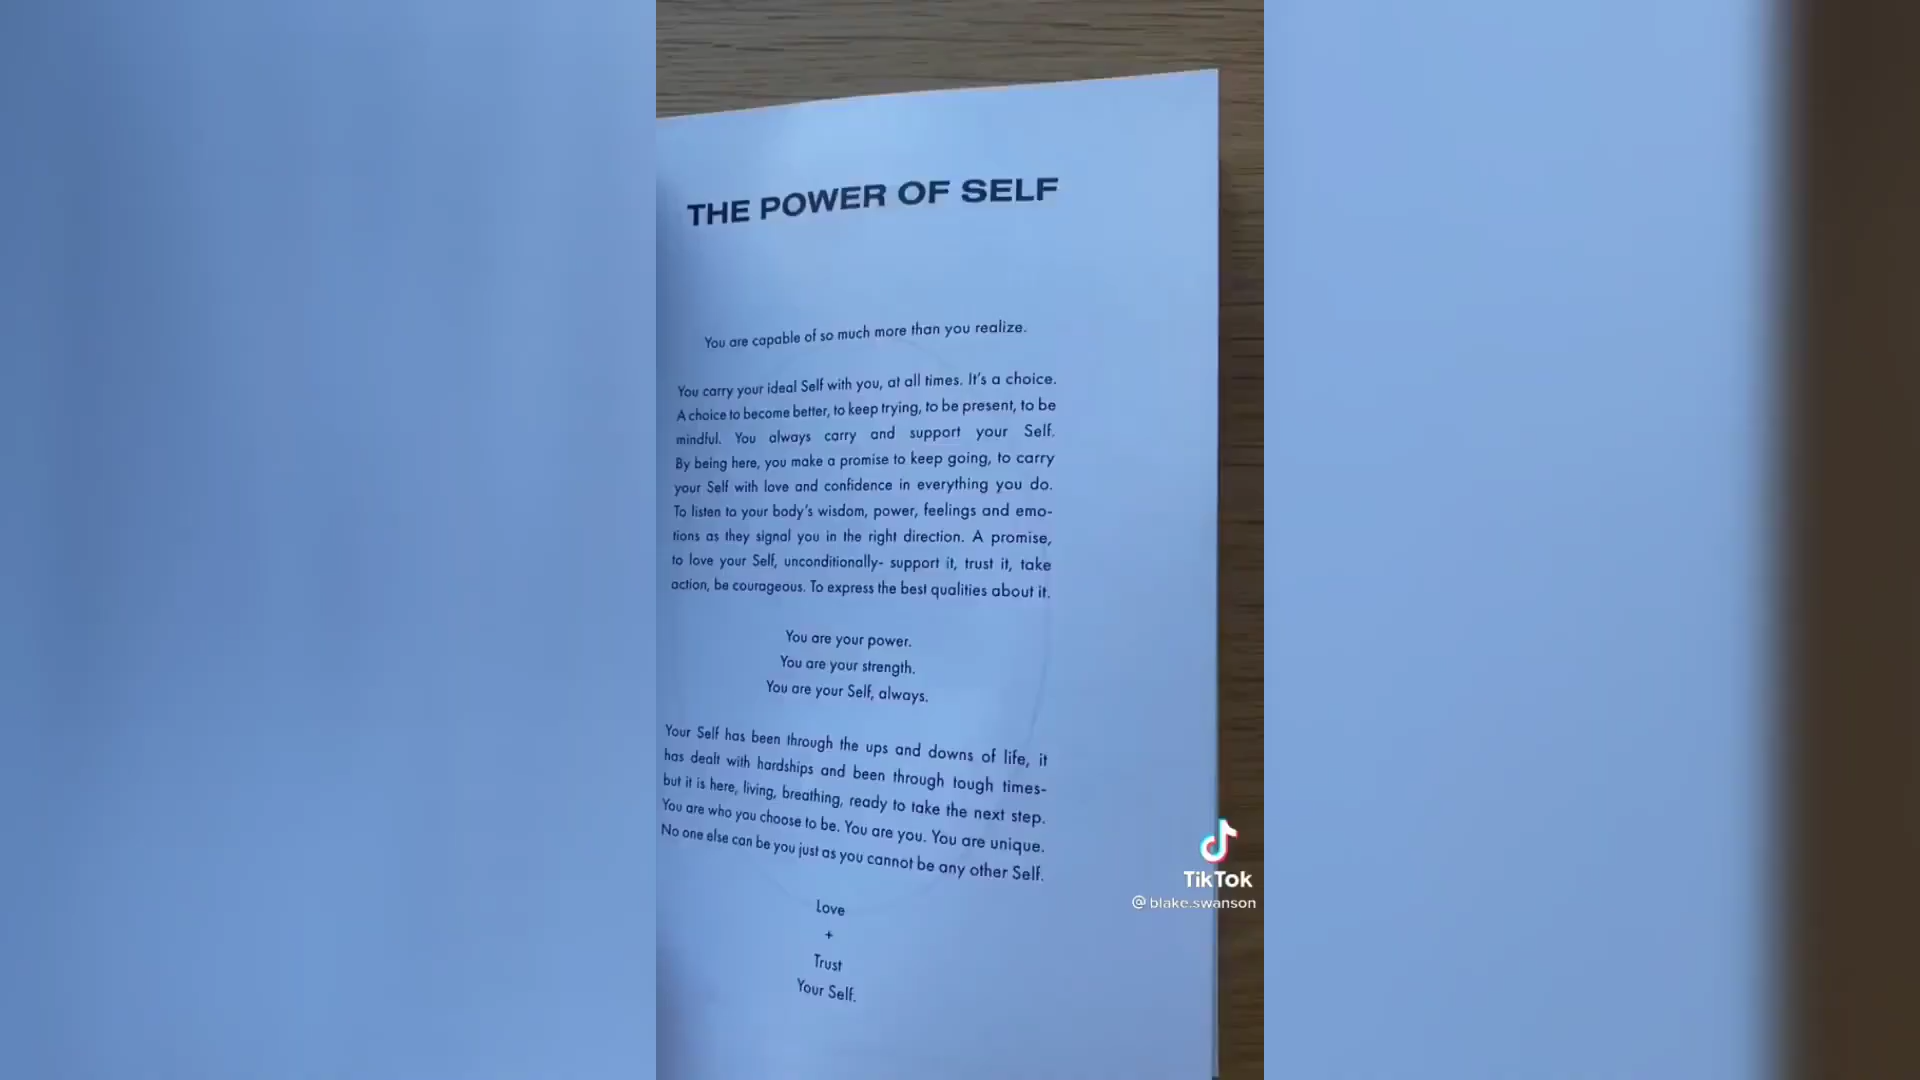 THE POWER OF SELF
You are capable of so much more than you realize.
You carry your ideal Self with you, at all times. It's a choice.
A choice to become better, to keep trying, to be present, to be
mindful. You always carry and support your Self.
By being here, you make a promise to keep going, to carry
your Self with love and confidence in everything you do.
To listen to your body's wisdom, power, feelings and emo-
tions as they signal you in the right direction. A promise,
to love your Self, unconditionally- support it, trust it, take
action, be courageous. To express the best qualities about it.
You are your power.
You are your strength.
You are your Self, always.
Your Self has been through the ups and downs of life, it
has dealt with hardships and been through tough times-
but it is here, living, breathing, ready to take the next step.
You are who you choose to be. You are you. You are unique.
No one else can be you just as you cannot be any other Self.
Love
+
Trust
Your Self.
TikTok
@blake.swanson